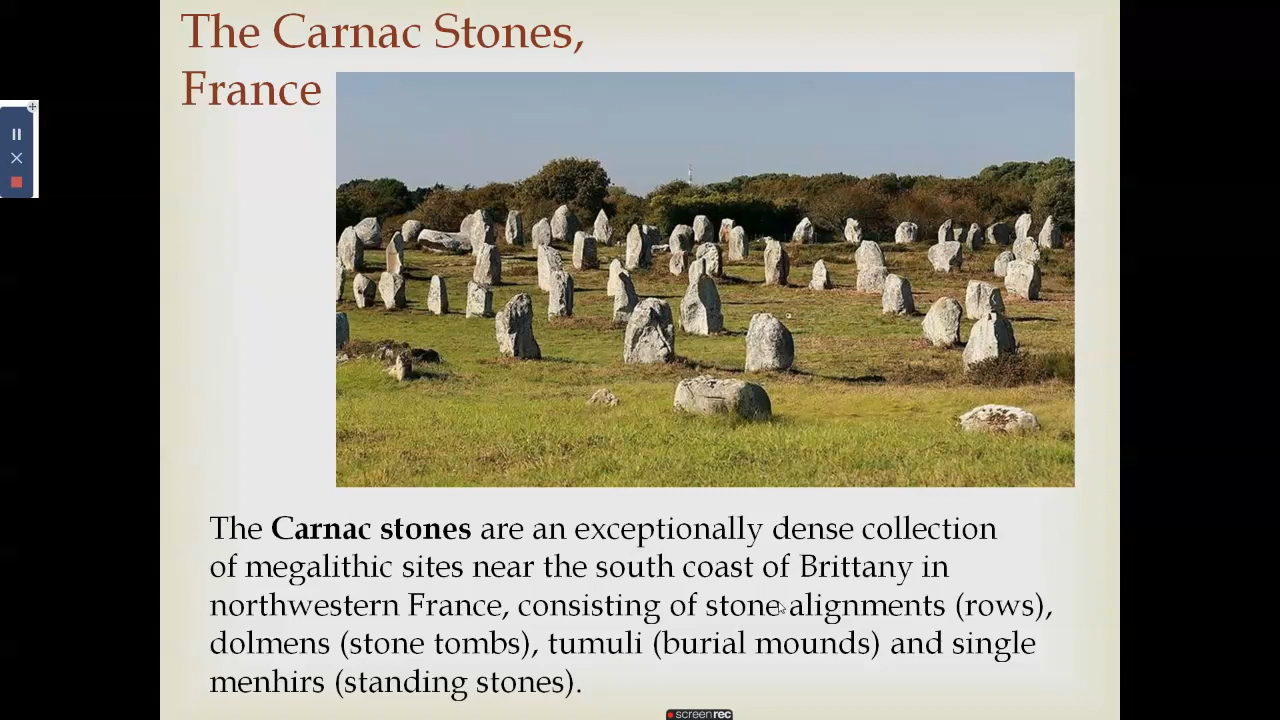 The Carnac Stones,
France
The Carnac stones are an exceptionally dense collection
of megalithic sites near the south coast of Brittany in
northwestern France, consisting of stone alignments (rows),
dolmens (stone tombs), tumuli (burial mounds) and single
menhirs (standing stones).
screenrec